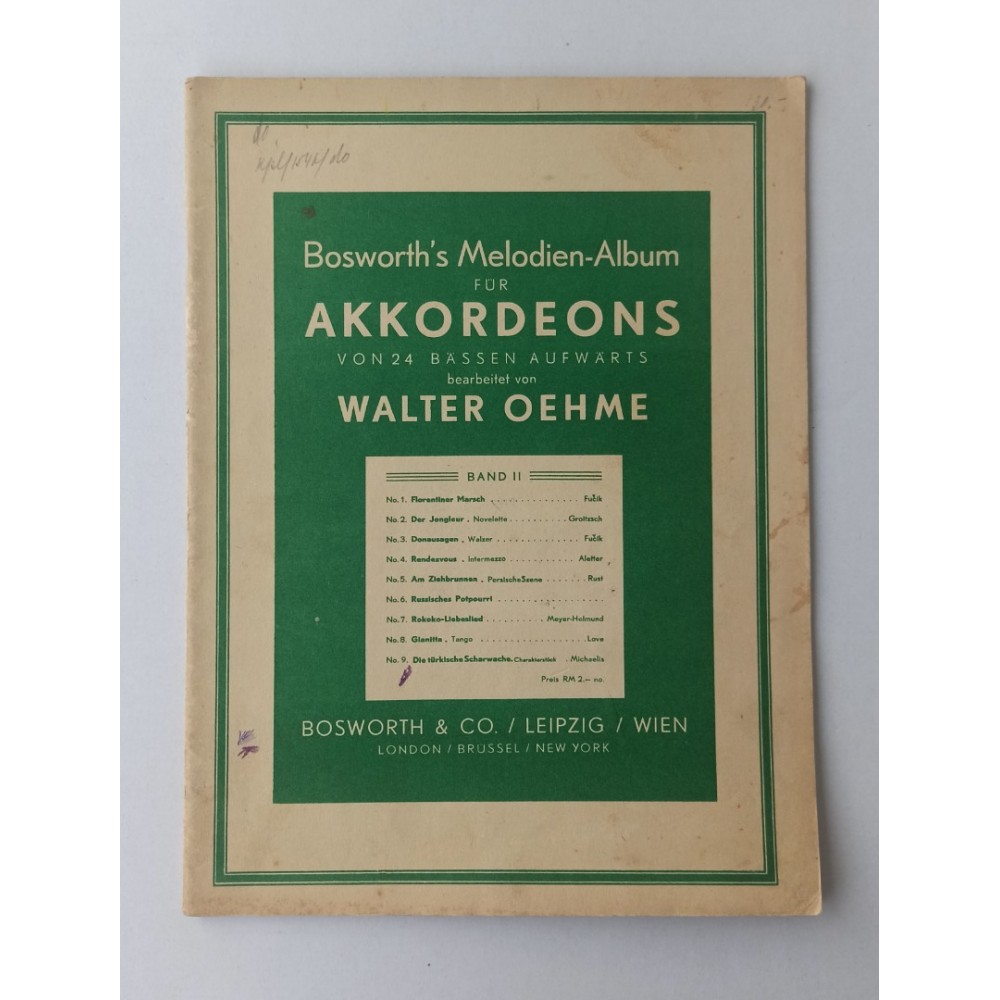 Bosworth's Melodien-Album
FÜR
AKKORDEONS
VON 24 BÄSSEN AUFWÄRTS
bearbeitet von
WALTER OEHME
BAND II
No. 1. Florentiner Marsch . . . . . . . . . . . . . . . Fučik
No. 2. Der Jongleur . Novelette . . . . . . . . . . Groitzsch
No. 3. Donausagen . Walzer . . . . . . . . . . . . . Fučik
No. 4. Rendezvous . Intermezzo . . . . . . . . . . . Aletter
No. 5. Am Ziehbrunnen . Persische Szene . . . . . . . Rust
No. 6. Russisches Potpourri . . . . . . . . . . . . . . .
No. 7. Rokoko-Liebeslied . . . . . . . . . . Meyer-Helmund
No. 8. Gionitta . Tango . . . . . . . . . . . . . . . Love
No. 9. Die türkische Scharwache. Charakterstück . Michaelis
Preis RM 2.— no.
BOSWORTH & CO. / LEIPZIG / WIEN
LONDON / BRÜSSEL / NEW YORK